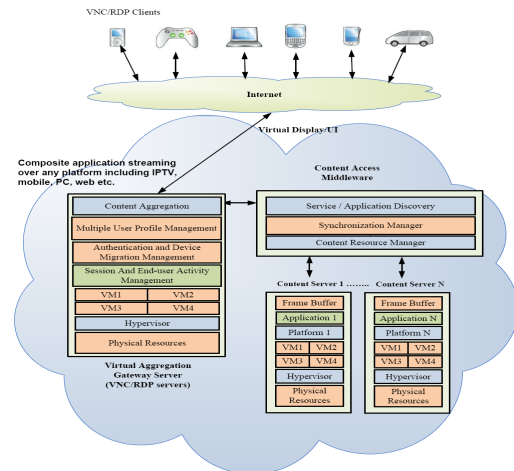 VNC/RDP Clients
Internet
Virtual Display/UI
Composite application streaming
over any platform including IPTV,
mobile, PC, web etc.
Content Aggregation
Multiple User Profile Management
Authentication and Device
Migration Management
Session And End-user Activity
Management
VM1 VM2
VM3 VM4
Hypervisor
Physical Resources
Virtual Aggregation
Gateway Server
(VNC/RDP servers)
Content Access
Middleware
Service / Application Discovery
Synchronization Manager
Content Resource Manager
Content Server 1 ........ Content Server N
Frame Buffer
Application 1
Platform 1
VM1 VM2
VM3 VM4
Hypervisor
Physical
Resources
Frame Buffer
Application N
Platform N
VM1 VM2
VM3 VM4
Hypervisor
Physical
Resources